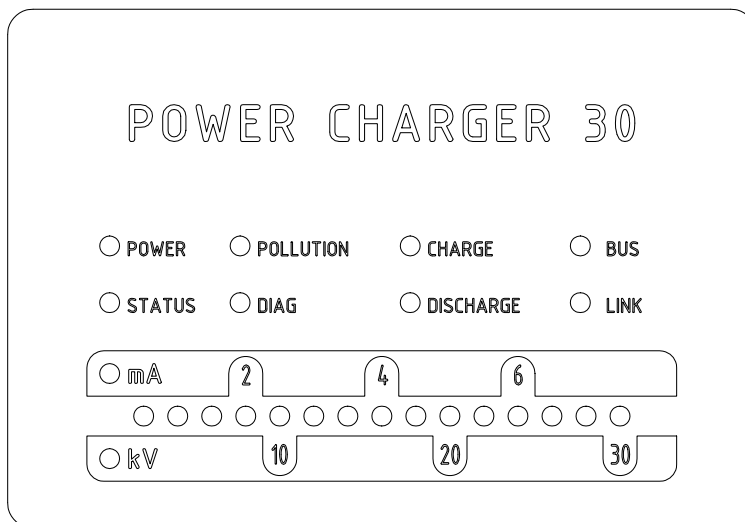 POWER CHARGER 30
POWER POLLUTION CHARGE BUS
STATUS DIAG DISCHARGE LINK
mA 2 4 6
kV 10 20 30